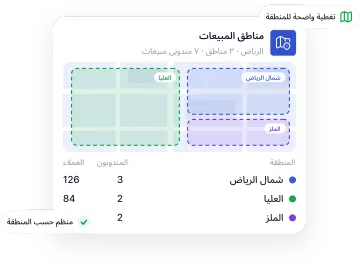 تغطية واضحة للمنطقة
مناطق المبيعات
الرياض · ٣ مناطق · ٧ مندوبي مبيعات
العليا
شمال الرياض
الملز
المنطقة المندوبون العملاء
شمال الرياض 3 126
العليا 2 84
الملز 2
منظم حسب المنطقة